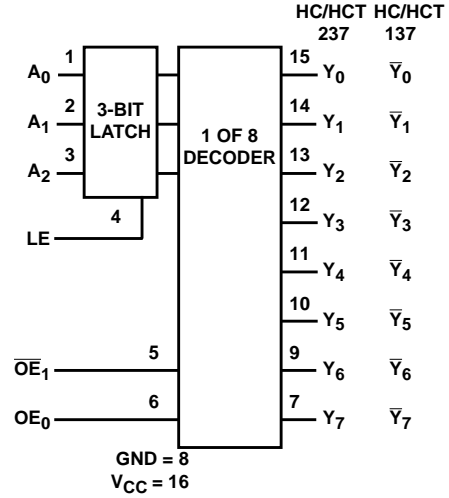 HC/HCT HC/HCT
237 137
1 15
A0 Y0 Y̅0
2 3-BIT 14
A1 LATCH Y1 Y̅1
3 1 OF 8 13
A2 DECODER Y2 Y̅2
4 12
Y3 Y̅3
LE 11
Y4 Y̅4
10
Y5 Y̅5
5 9
O̅E̅1 Y6 Y̅6
6 7
OE0 Y7 Y̅7
GND = 8
VCC = 16